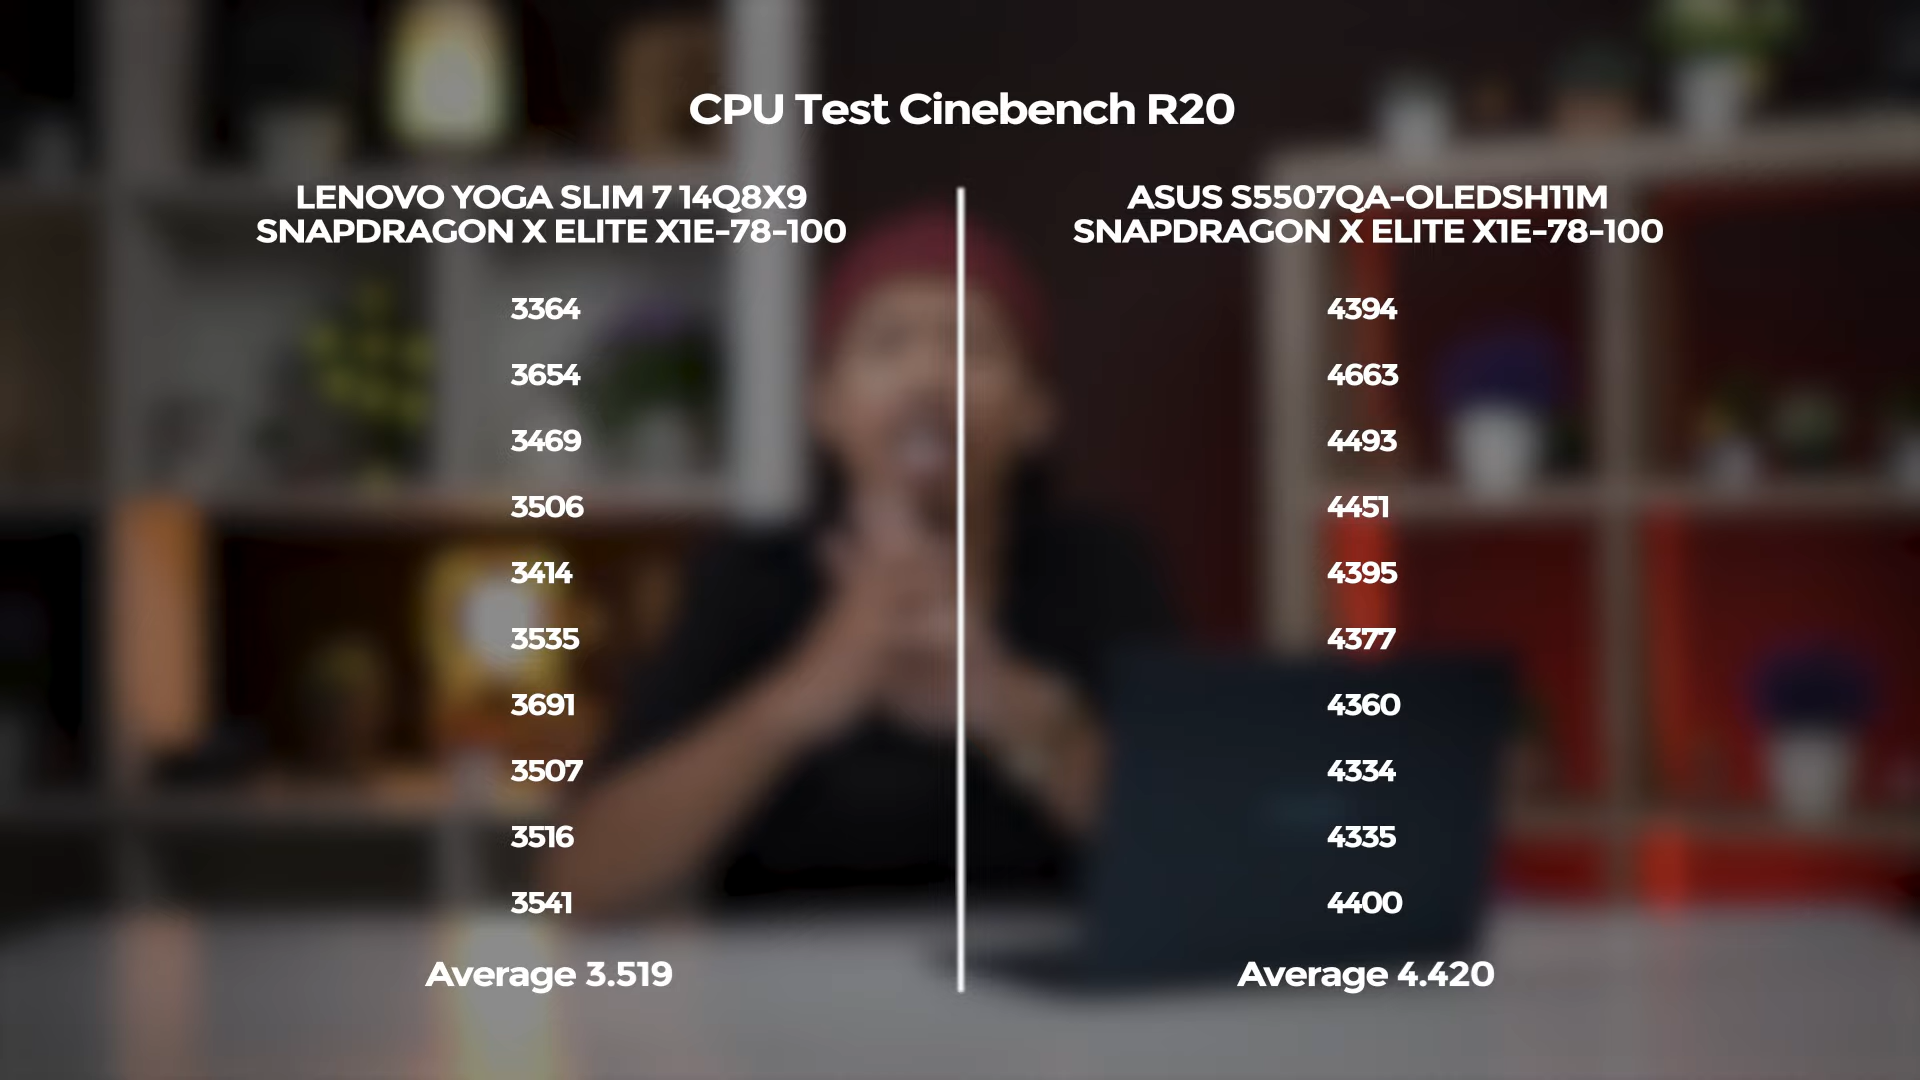 CPU Test Cinebench R20
LENOVO YOGA SLIM 7 14Q8X9
SNAPDRAGON X ELITE X1E-78-100
3364
3654
3469
3506
3414
3535
3691
3507
3516
3541
Average 3.519
ASUS S5507QA-OLEDSH11M
SNAPDRAGON X ELITE X1E-78-100
4394
4663
4493
4451
4395
4377
4360
4334
4335
4400
Average 4.420